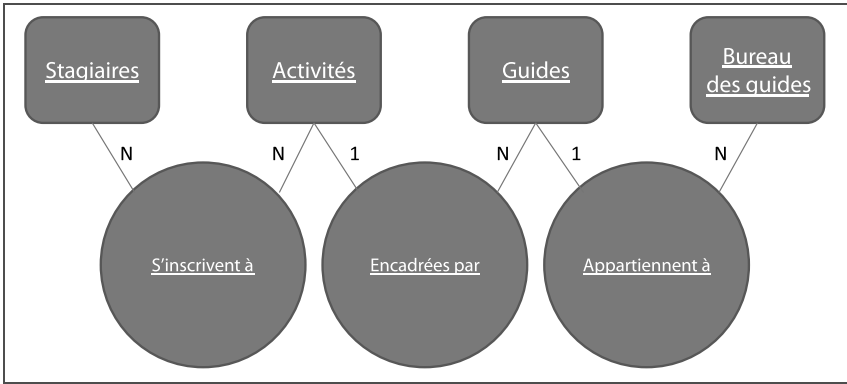 Stagiaires
Activités
Guides
Bureau
des guides
N
N
1
N
1
N
S'inscrivent à
Encadrées par
Appartiennent à